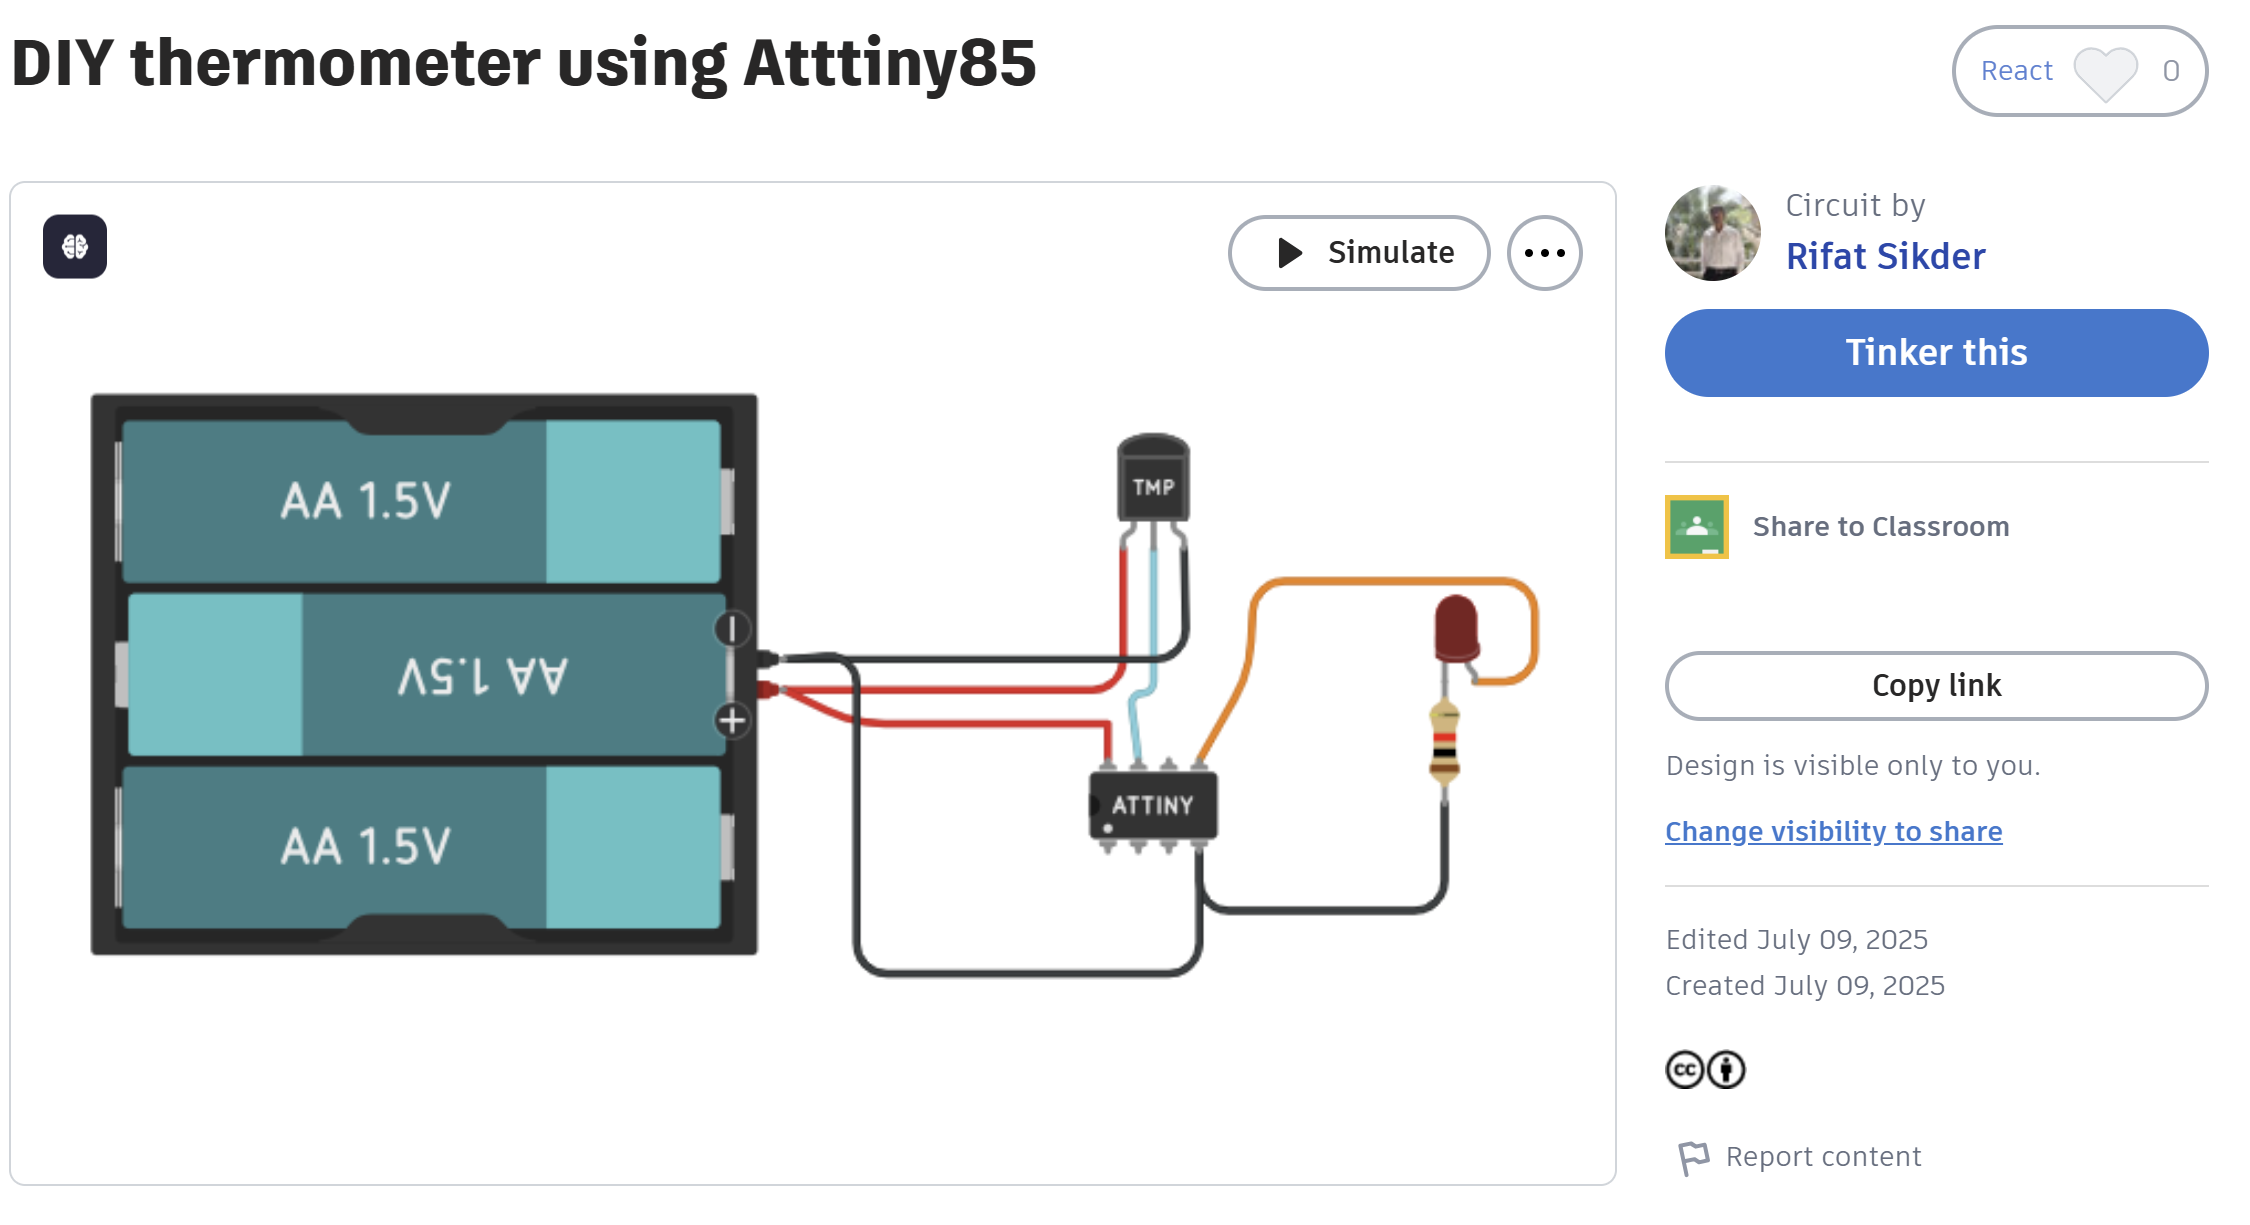 DIY thermometer using Atttiny85
React 0
Simulate
Circuit by
Rifat Sikder
Tinker this
AA 1.5V
TMP
Share to Classroom
AA 1.5V
Copy link
Design is visible only to you.
ATTINY
AA 1.5V
Change visibility to share
Edited July 09, 2025
Created July 09, 2025
cc
Report content